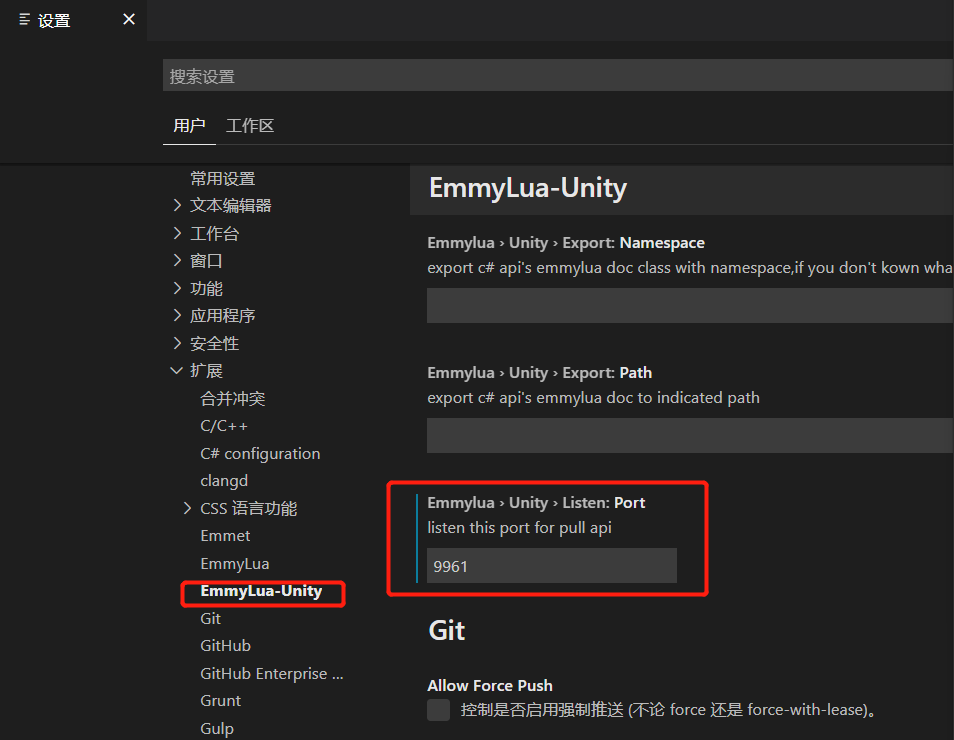 设置
搜索设置
用户 工作区
常用设置
文本编辑器
工作台
窗口
功能
应用程序
安全性
扩展
合并冲突
C/C++
C# configuration
clangd
CSS 语言功能
Emmet
EmmyLua
EmmyLua-Unity
Git
GitHub
GitHub Enterprise ...
Grunt
Gulp
EmmyLua-Unity
Emmylua › Unity › Export: Namespace
export c# api's emmylua doc class with namespace,if you don't kown wha
Emmylua › Unity › Export: Path
export c# api's emmylua doc to indicated path
Emmylua › Unity › Listen: Port
listen this port for pull api
9961
Git
Allow Force Push
控制是否启用强制推送 (不论 force 还是 force-with-lease)。